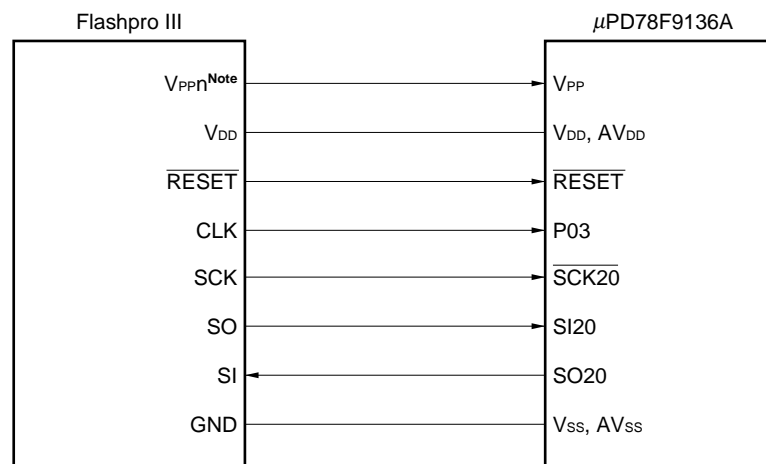 Flashpro III μPD78F9136A
VPPnNote VPP
VDD VDD, AVDD
RESET RESET
CLK P03
SCK SCK20
SO SI20
SI SO20
GND VSS, AVSS